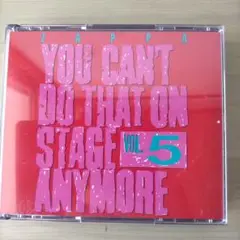 ZAPPA
YOU CAN'T
DO THAT ON
STAGE VOL. 5
ANYMORE